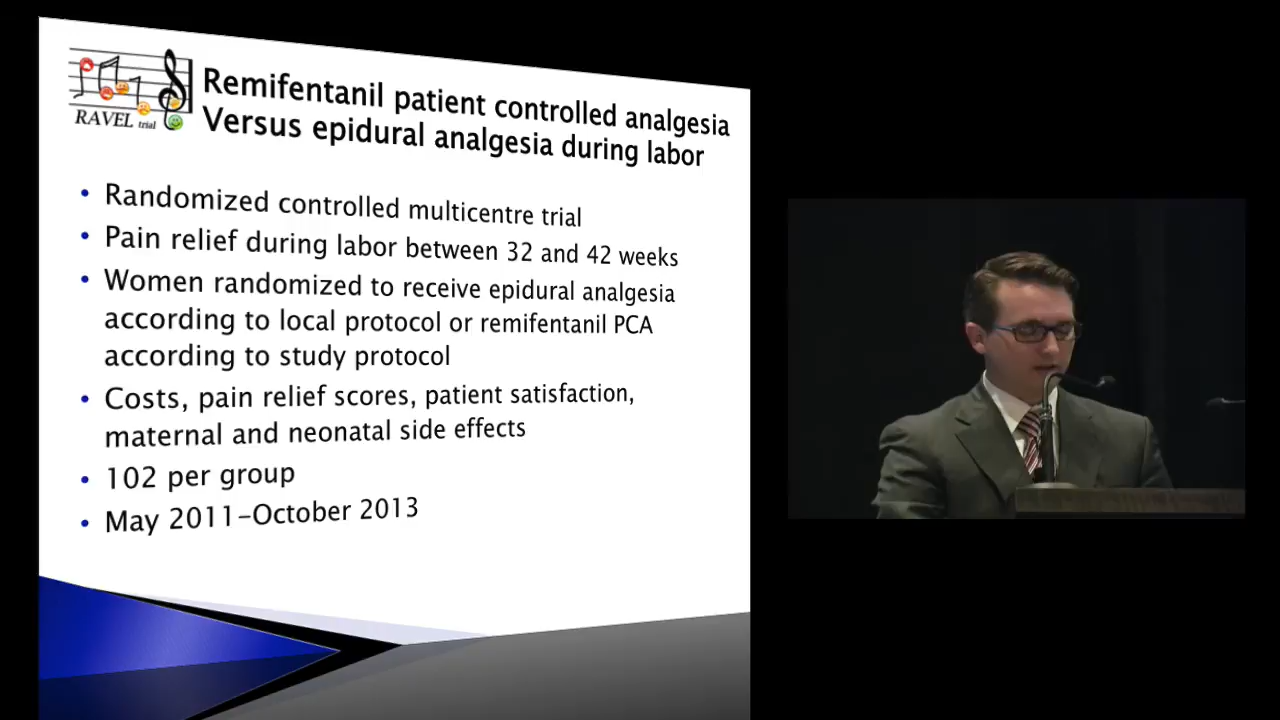 RAVEL trial
Remifentanil patient controlled analgesia
Versus epidural analgesia during labor
• Randomized controlled multicentre trial
• Pain relief during labor between 32 and 42 weeks
• Women randomized to receive epidural analgesia
according to local protocol or remifentanil PCA
according to study protocol
• Costs, pain relief scores, patient satisfaction,
maternal and neonatal side effects
• 102 per group
• May 2011-October 2013